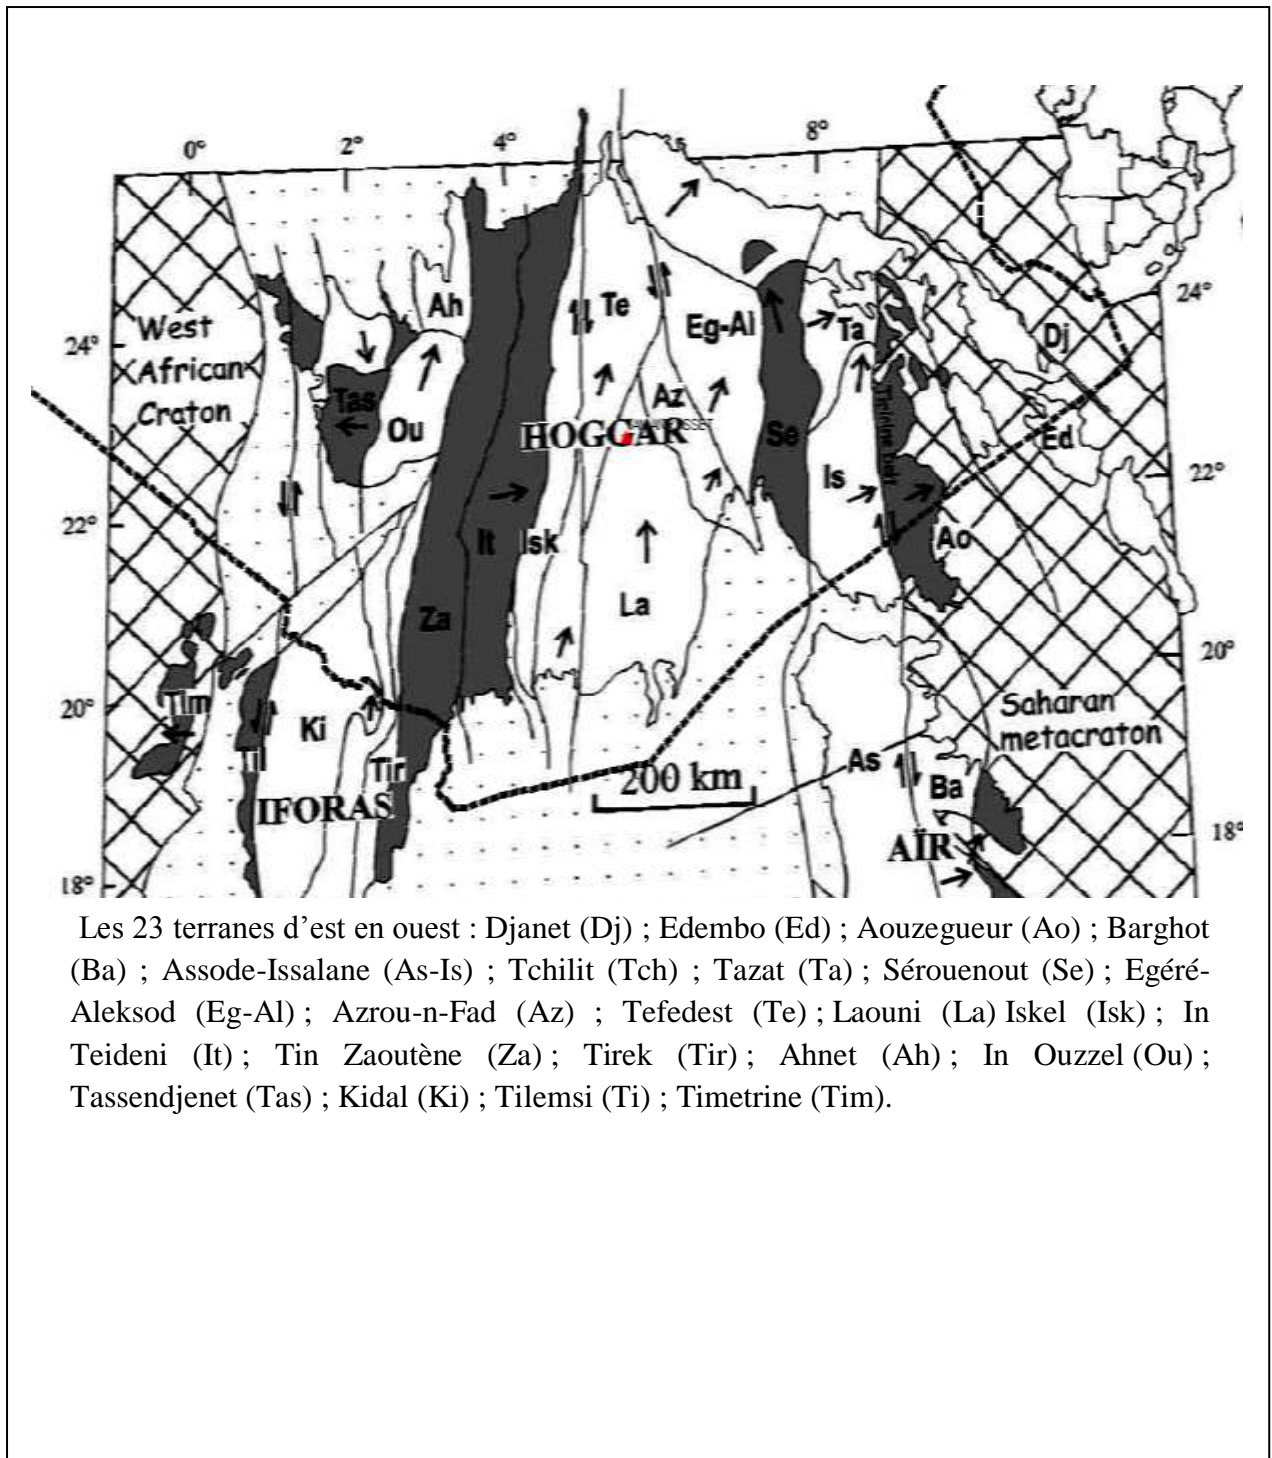 0° 2° 4° 8°
24°
West
African
Craton
24°
Ah
Te
Eg-Al
Ta
Dj
Tas
Ou
Az
HOGGAR
Se
Ed
Is
22°
22°
It
Isk
Ao
La
Za
20°
20°
Tim
Ki
Til
Tir
Saharan
metacraton
As
Ba
200 km
IFORAS
AÏR
18°
18°
Les 23 terranes d’est en ouest : Djanet (Dj) ; Edembo (Ed) ; Aouzegueur (Ao) ; Barghot
(Ba) ; Assode-Issalane (As-Is) ; Tchilit (Tch) ; Tazat (Ta) ; Sérouenout (Se) ; Egéré-
Aleksod (Eg-Al) ; Azrou-n-Fad (Az) ; Tefedest (Te) ; Laouni (La) Iskel (Isk) ; In
Teideni (It) ; Tin Zaoutène (Za) ; Tirek (Tir) ; Ahnet (Ah) ; In Ouzzel (Ou) ;
Tassendjenet (Tas) ; Kidal (Ki) ; Tilemsi (Ti) ; Timetrine (Tim).